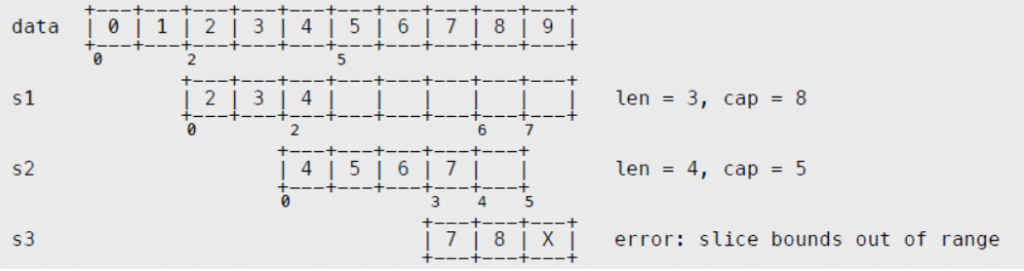 +---+---+---+---+---+---+---+---+---+---+
data | 0 | 1 | 2 | 3 | 4 | 5 | 6 | 7 | 8 | 9 |
     +---+---+---+---+---+---+---+---+---+---+
     0       2           5
             +---+---+---+---+---+---+---+---+
s1           | 2 | 3 | 4 |   |   |   |   |   |   len = 3, cap = 8
             +---+---+---+---+---+---+---+---+
             0       2               6   7
                     +---+---+---+---+---+
s2                   | 4 | 5 | 6 | 7 |   |       len = 4, cap = 5
                     +---+---+---+---+---+
                     0           3   4   5
                                 +---+---+---+
s3                               | 7 | 8 | X |   error: slice bounds out of range
                                 +---+---+---+